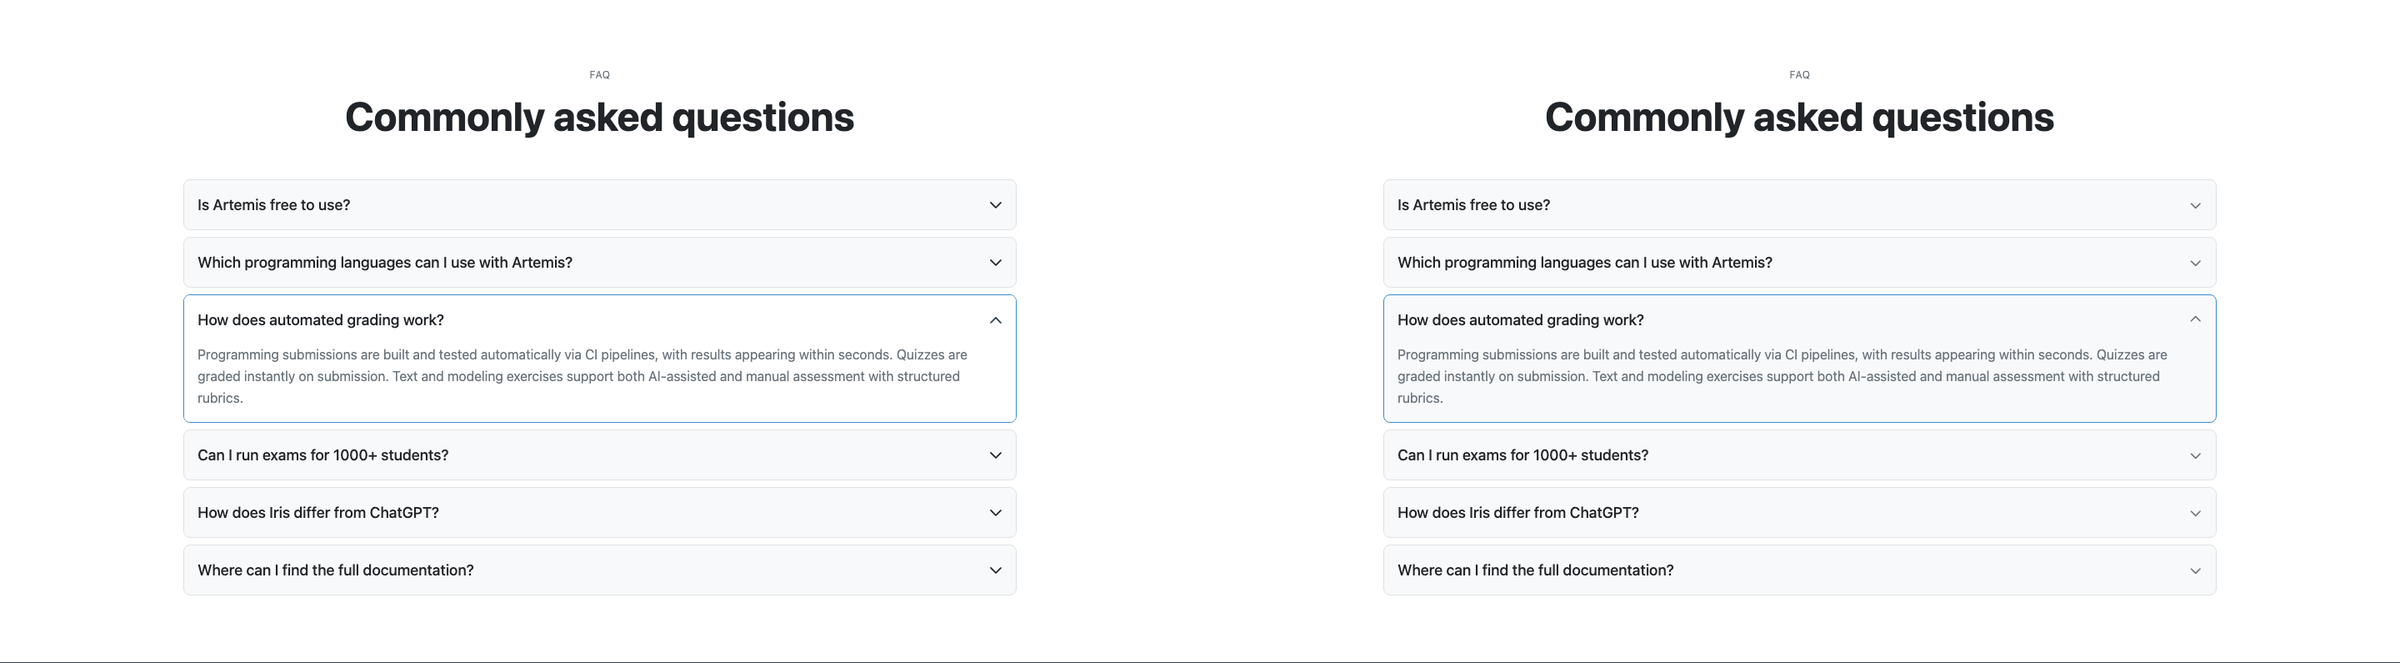 FAQ
Commonly asked questions
Is Artemis free to use?
Which programming languages can I use with Artemis?
How does automated grading work?
Programming submissions are built and tested automatically via CI pipelines, with results appearing within seconds. Quizzes are
graded instantly on submission. Text and modeling exercises support both AI-assisted and manual assessment with structured
rubrics.
Can I run exams for 1000+ students?
How does Iris differ from ChatGPT?
Where can I find the full documentation?
FAQ
Commonly asked questions
Is Artemis free to use?
Which programming languages can I use with Artemis?
How does automated grading work?
Programming submissions are built and tested automatically via CI pipelines, with results appearing within seconds. Quizzes are
graded instantly on submission. Text and modeling exercises support both AI-assisted and manual assessment with structured
rubrics.
Can I run exams for 1000+ students?
How does Iris differ from ChatGPT?
Where can I find the full documentation?